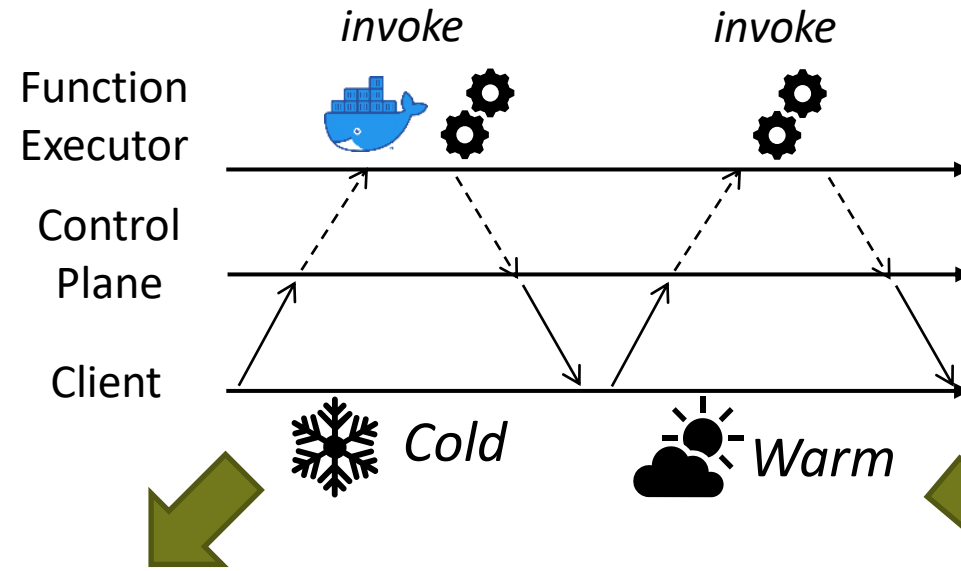 invoke
invoke
Function
Executor
Control
Plane
Client
Cold
Warm